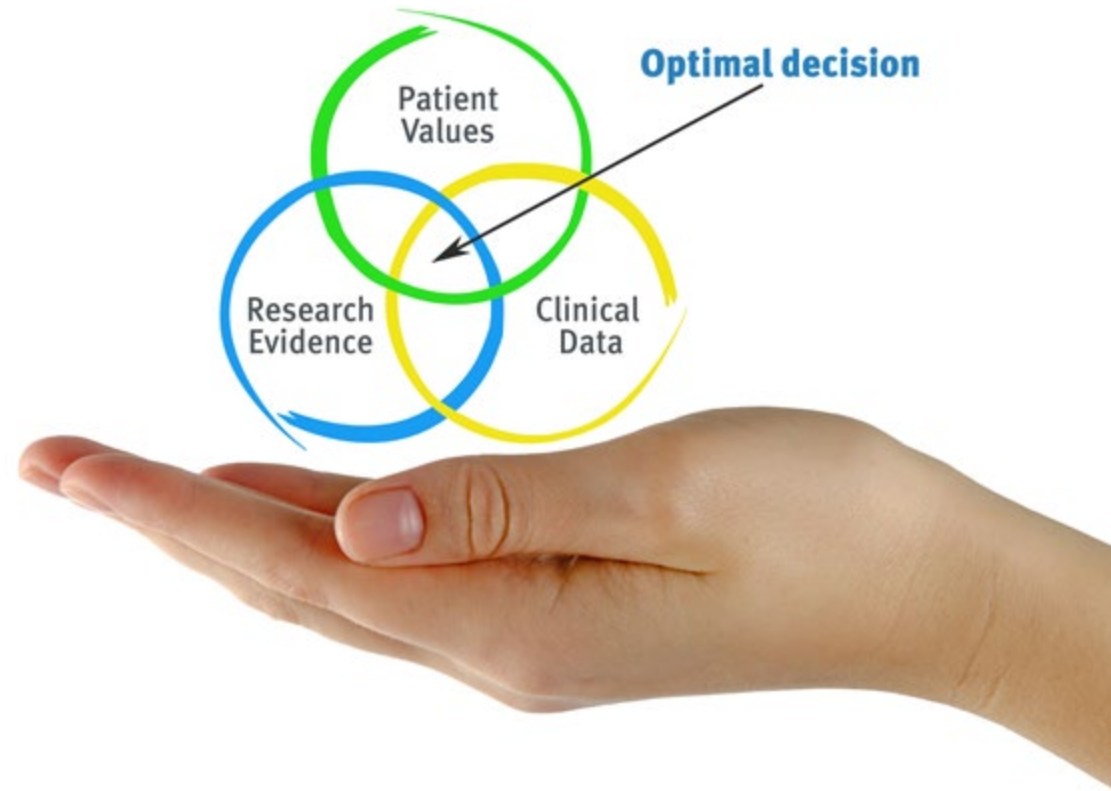 Optimal decision
Patient
Values
Research
Evidence
Clinical
Data